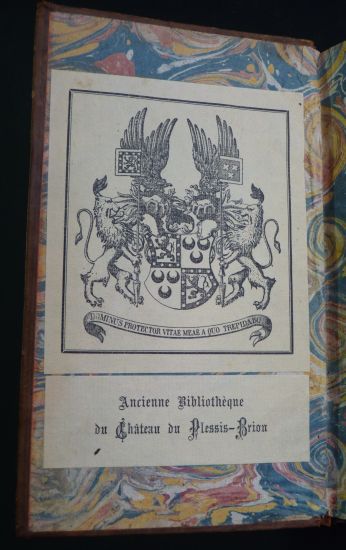 DOMINUS PROTECTOR VITAE MEAE A QUO TREPIDABO
Ancienne Bibliothèque
du Château du Plessis-Brion